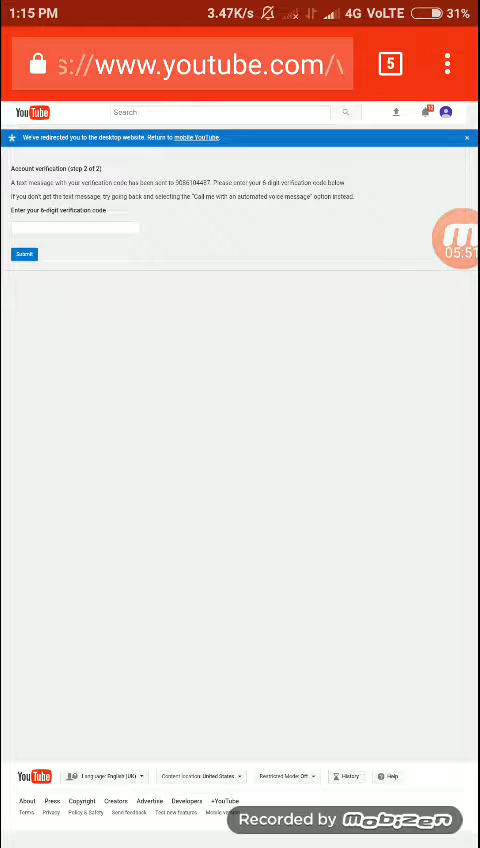 1:15 PM 3.47K/s 4G VoLTE 31%
s://www.youtube.com/v 5
YouTube Search
We've redirected you to the desktop website. Return to mobile YouTube. ×
Account verification (step 2 of 2)
A text message with your verification code has been sent to 9086104487. Please enter your 6-digit verification code below
If you don't get the text message, try going back and selecting the "Call me with an automated voice message" option instead.
Enter your 6-digit verification code
05:51
Submit
YouTube Language: English (UK) Content location: United States Restricted Mode: Off History Help
About Press Copyright Creators Advertise Developers +YouTube
Terms Privacy Policy & Safety Send feedback Test new features Mobile
Recorded by mobizen